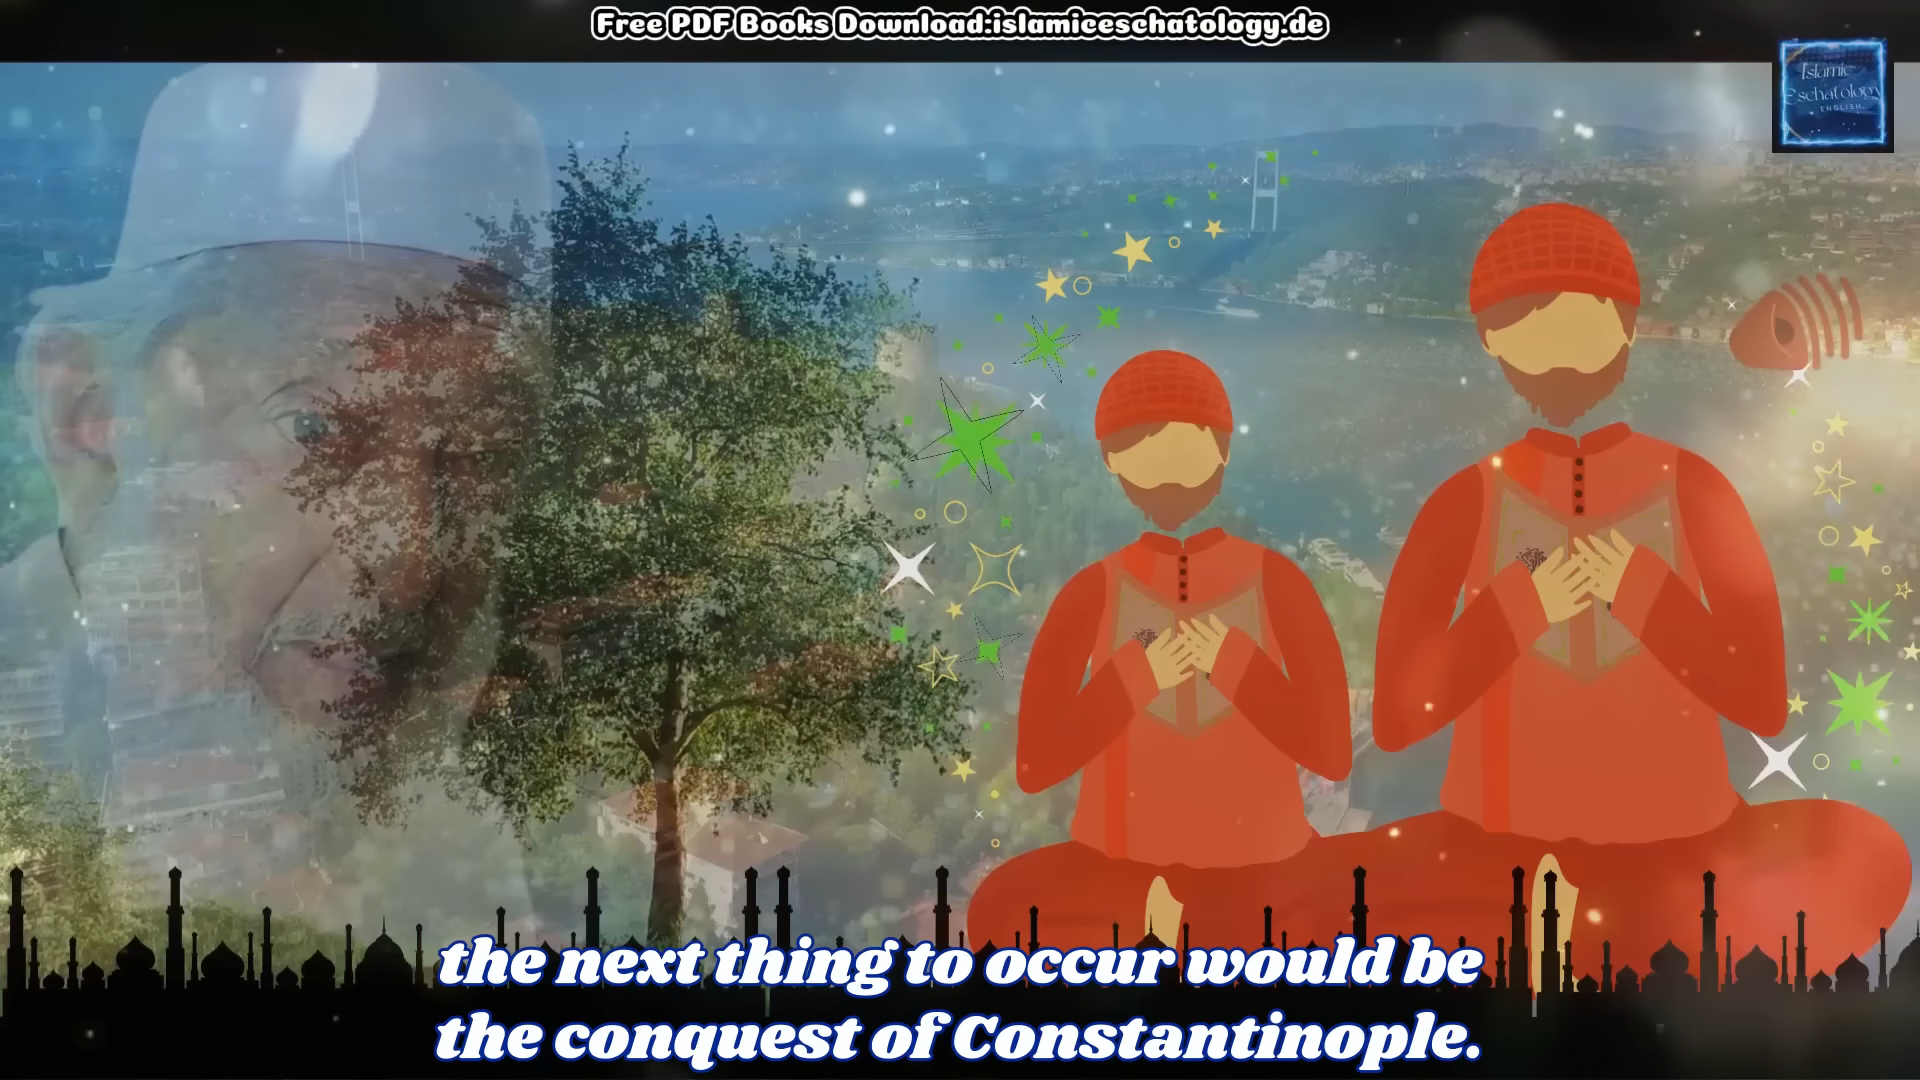 Free PDF Books Download:islamiceschatology.de
Islamic
Eschatology
ENGLISH
the next thing to occur would be
the conquest of Constantinople.